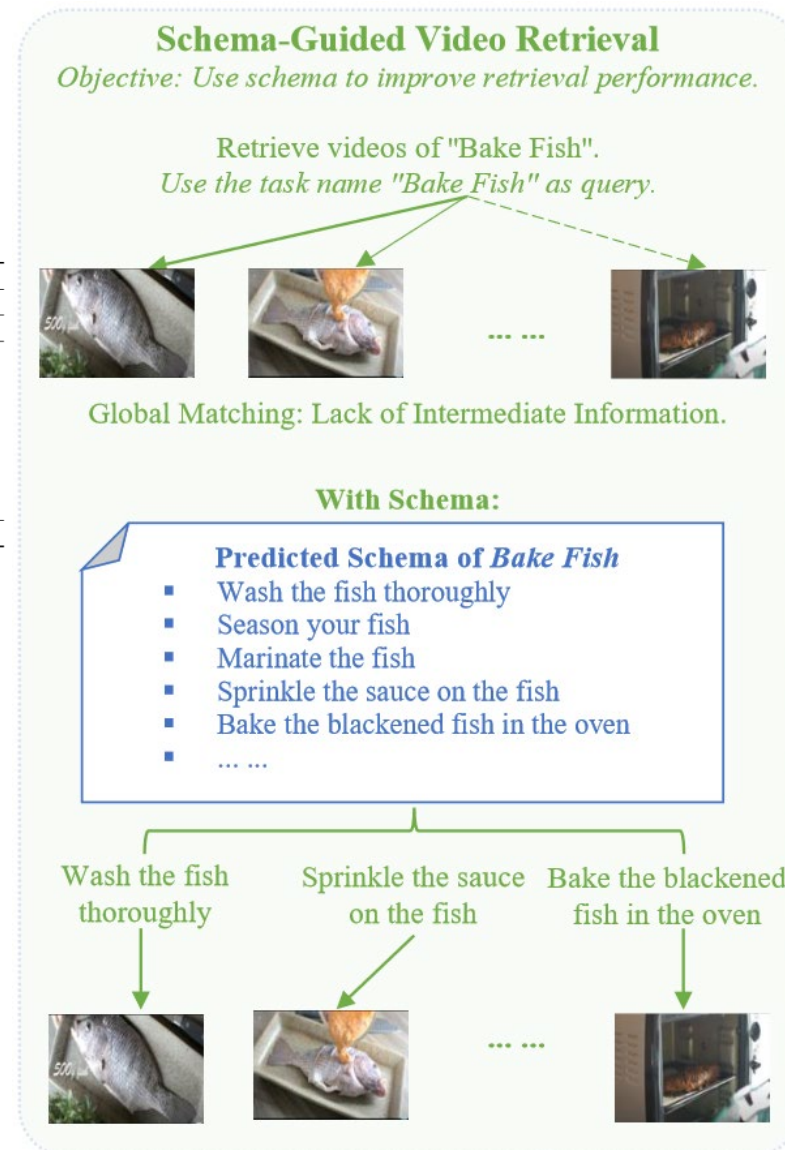 Schema-Guided Video Retrieval
Objective: Use schema to improve retrieval performance.
Retrieve videos of "Bake Fish".
Use the task name "Bake Fish" as query.
500g
... ...
Global Matching: Lack of Intermediate Information.
With Schema:
Predicted Schema of Bake Fish
▪ Wash the fish thoroughly
▪ Season your fish
▪ Marinate the fish
▪ Sprinkle the sauce on the fish
▪ Bake the blackened fish in the oven
▪ ... ...
Wash the fish
thoroughly
Sprinkle the sauce
on the fish
Bake the blackened
fish in the oven
500g
... ...